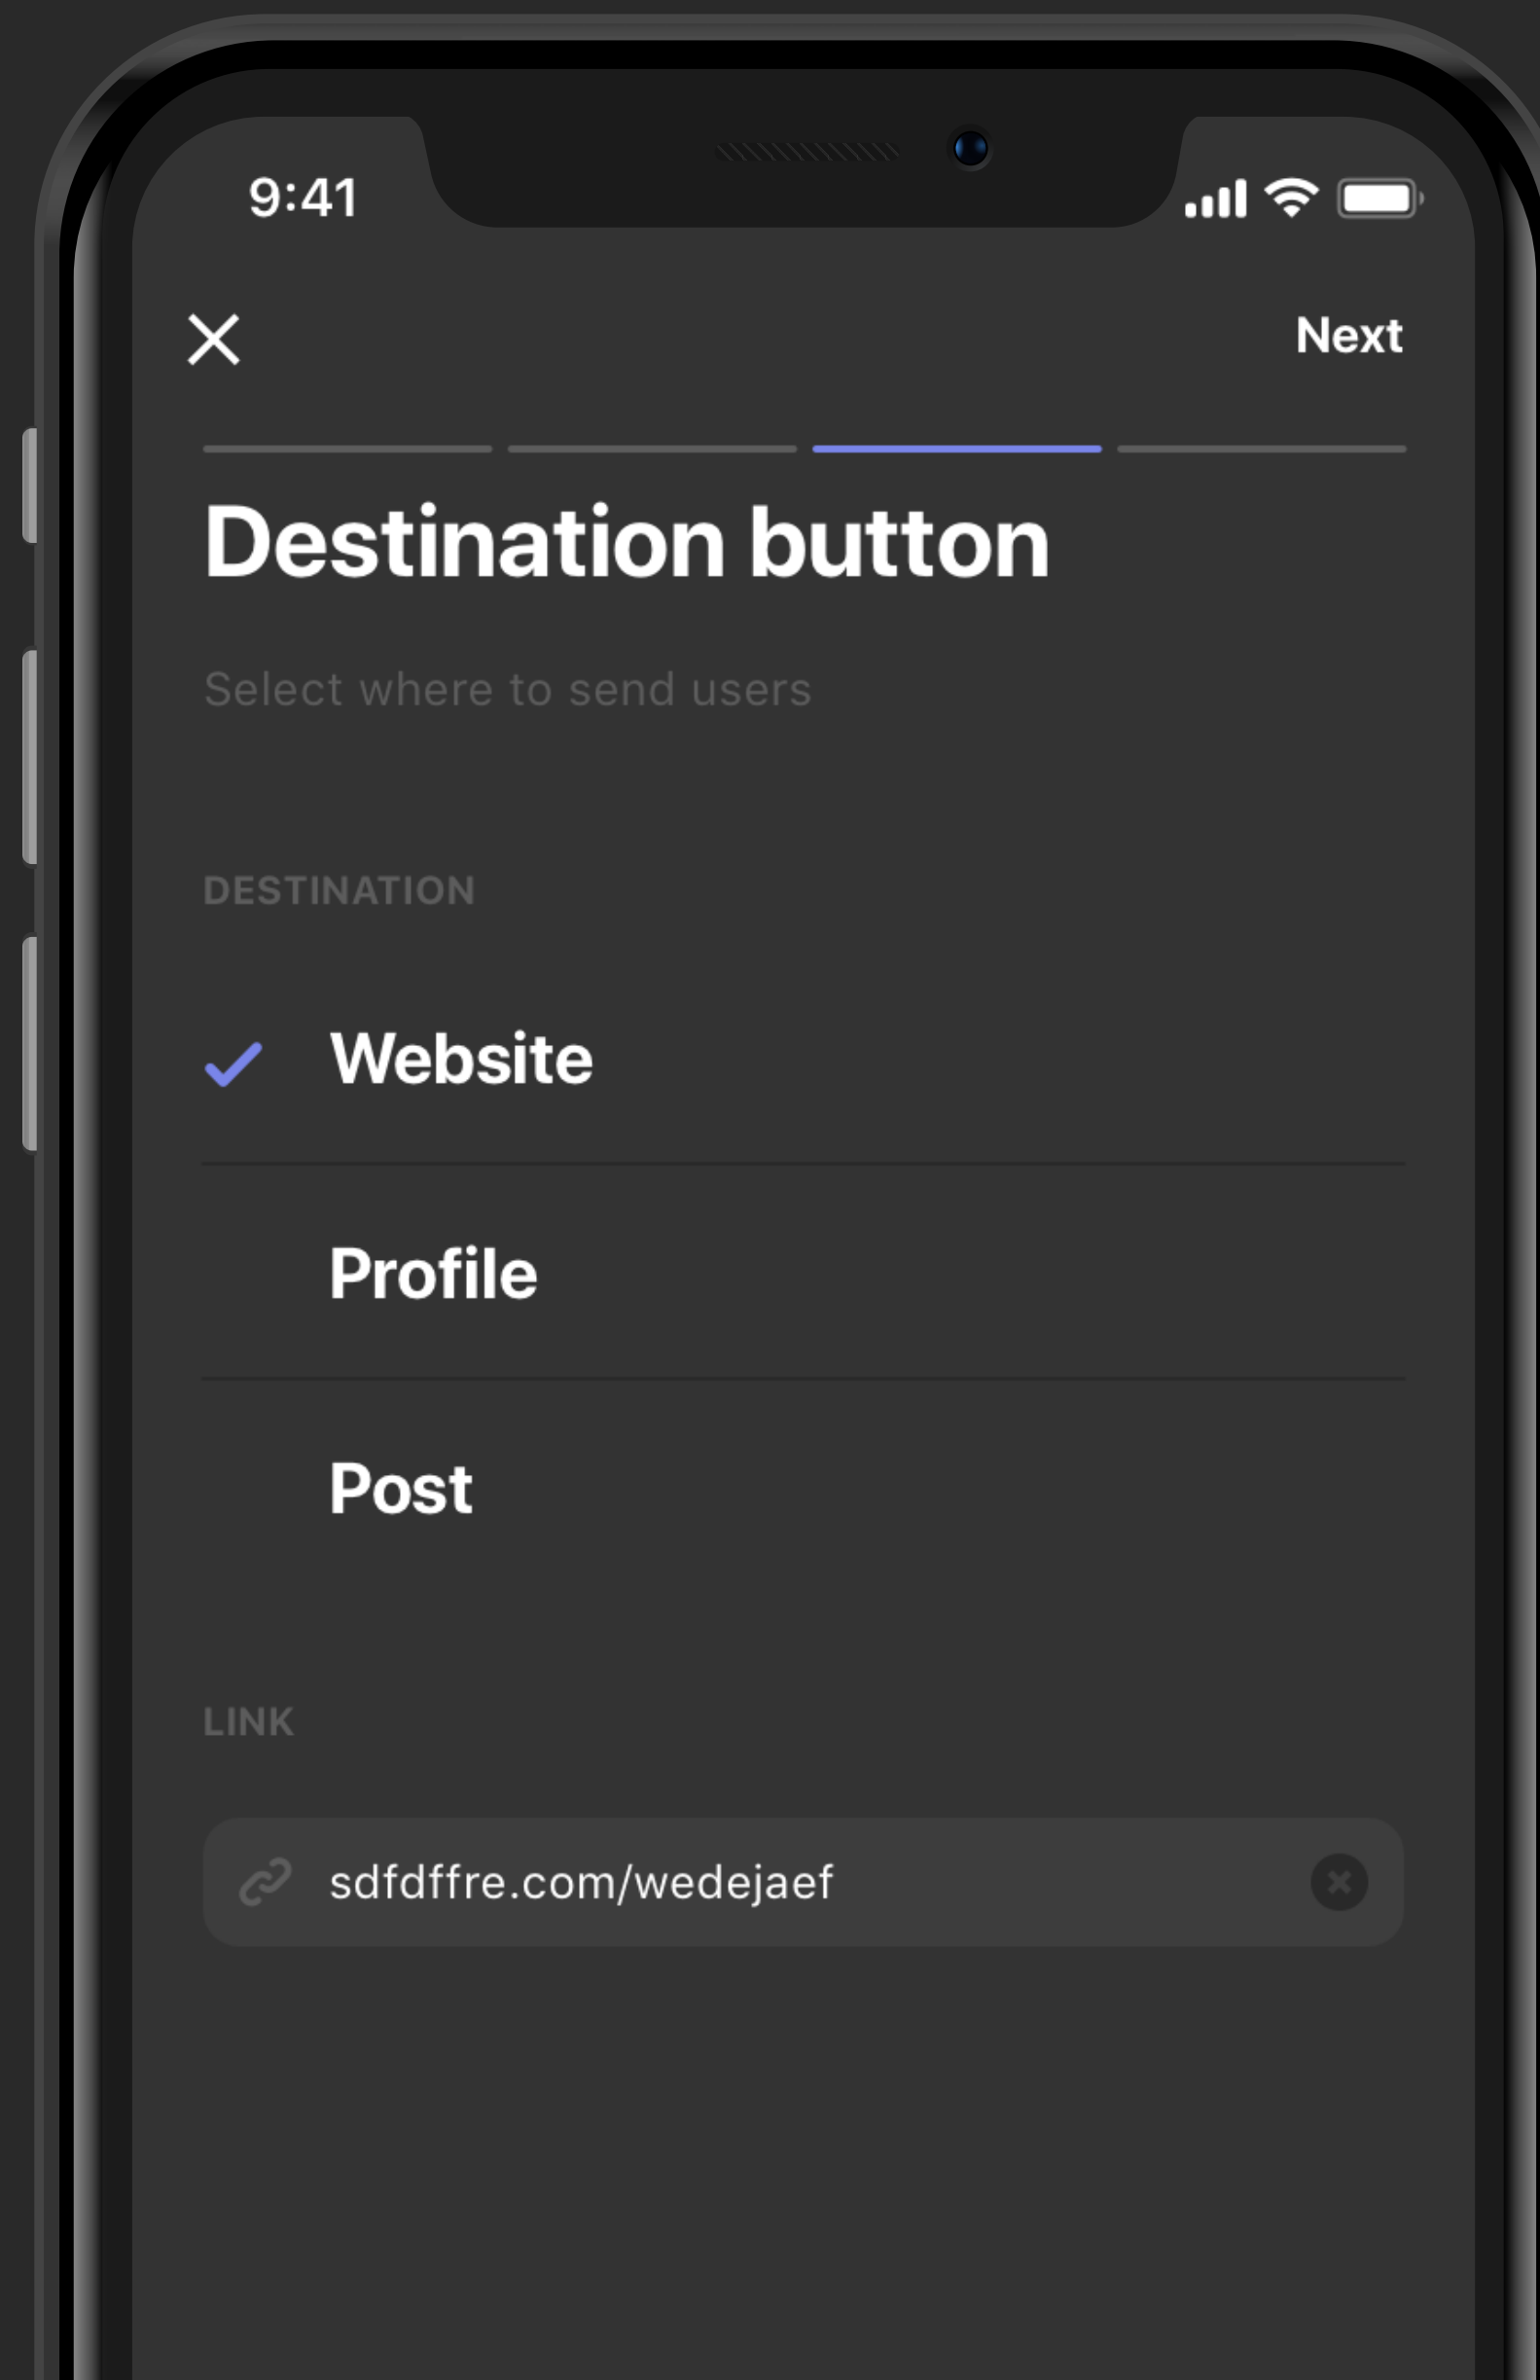 9:41
Next
Destination button
Select where to send users
DESTINATION
Website
Profile
Post
LINK
sdfdffre.com/wedejaef